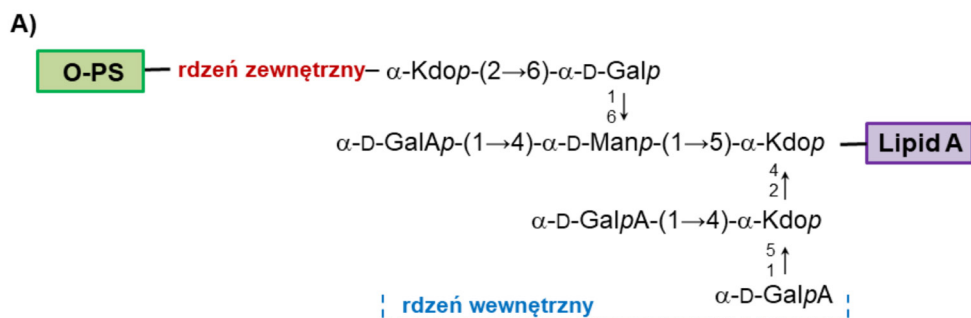 A)
O-PS rdzeń zewnętrzny α-Kdop-(2→6)-α-D-Galp
1
6
α-D-GalAp-(1→4)-α-D-Manp-(1→5)-α-Kdop Lipid A
4
2
α-D-GalpA-(1→4)-α-Kdop
5
1
α-D-GalpA
rdzeń wewnętrzny